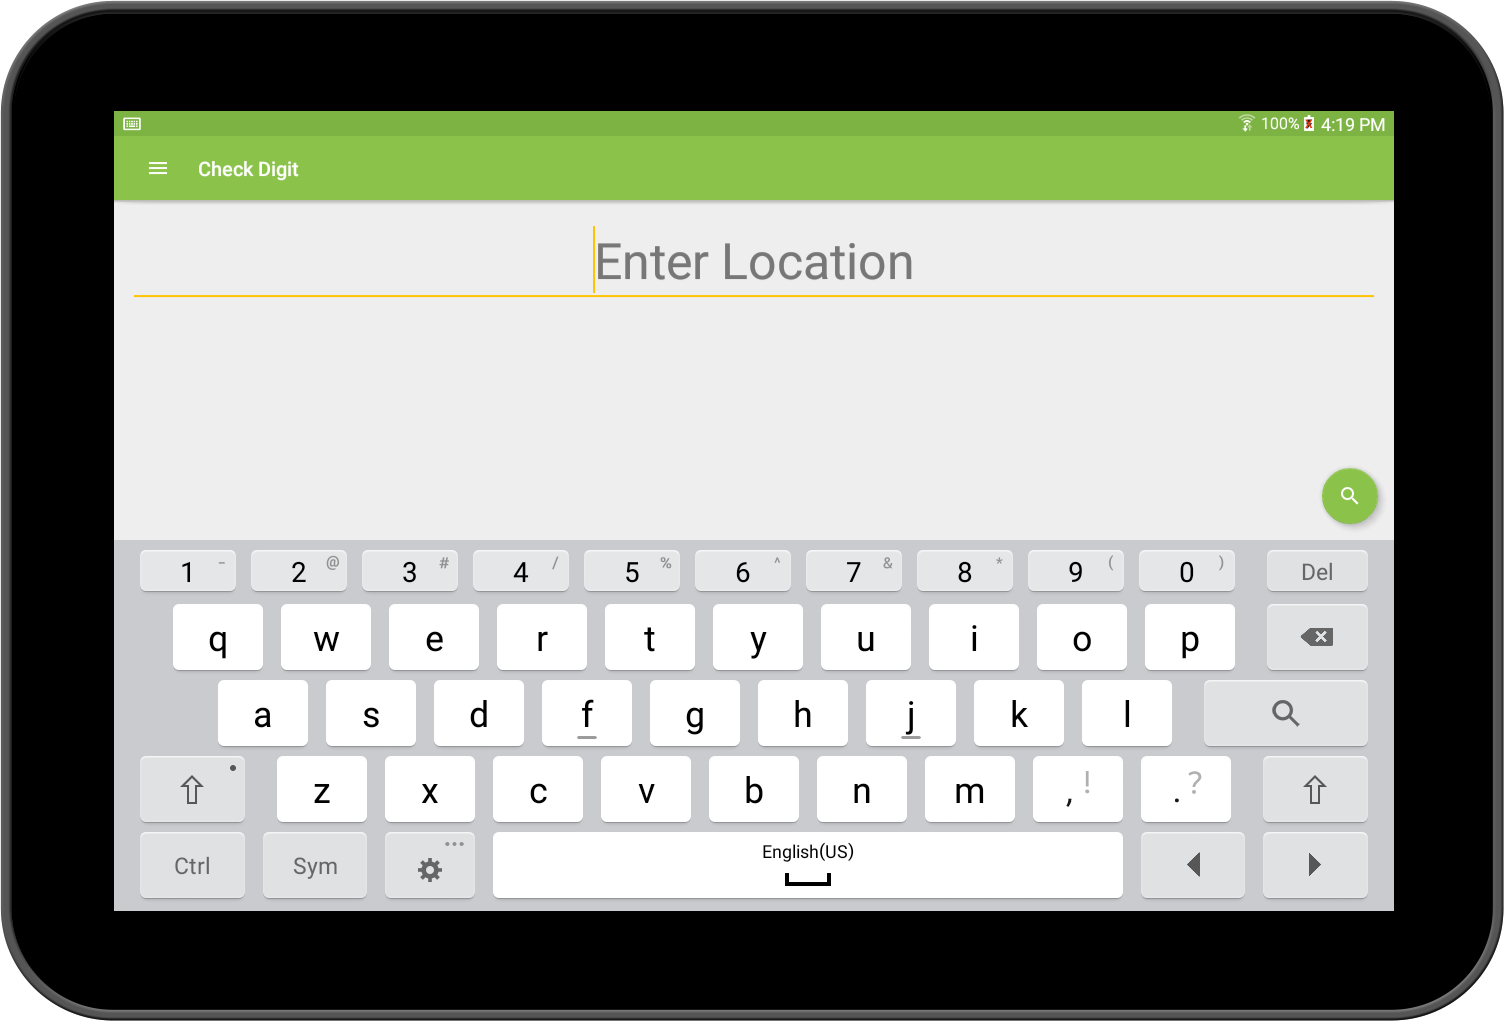 100% 4:19 PM
Check Digit
Enter Location
1 - 2 @ 3 # 4 / 5 % 6 ^ 7 & 8 * 9 ( 0 ) Del
q w e r t y u i o p
a s d f g h j k l
z x c v b n m , ! . ?
Ctrl Sym English(US)